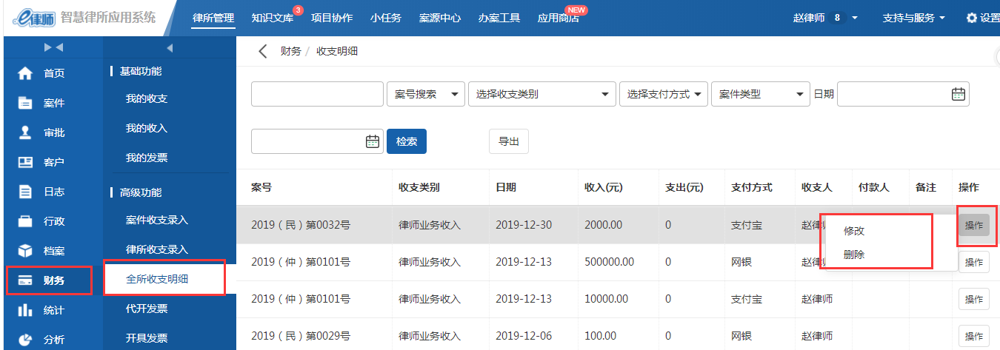 e律师 智慧律所应用系统 律所管理 知识文库 3 项目协作 小任务 案源中心 办案工具 应用商店 NEW 赵律师 8 支持与服务 设置
首页
案件
审批
客户
日志
行政
档案
财务
统计
分析
基础功能
我的收支
我的收入
我的发票
高级功能
案件收支录入
律所收支录入
全所收支明细
代开发票
开具发票
财务 / 收支明细
案号搜索 选择收支类别 选择支付方式 案件类型 日期
检索 导出
案号 收支类别 日期 收入(元) 支出(元) 支付方式 收支人 付款人 备注 操作
2019（民）第0032号 律师业务收入 2019-12-30 2000.00 0 支付宝 赵律 操作
修改
删除
2019（仲）第0101号 律师业务收入 2019-12-13 500000.00 0 网银 赵律 操作
2019（仲）第0101号 律师业务收入 2019-12-13 10000.00 0 支付宝 赵律师 操作
2019（民）第0029号 律师业务收入 2019-12-06 100.00 0 网银 赵律师 操作